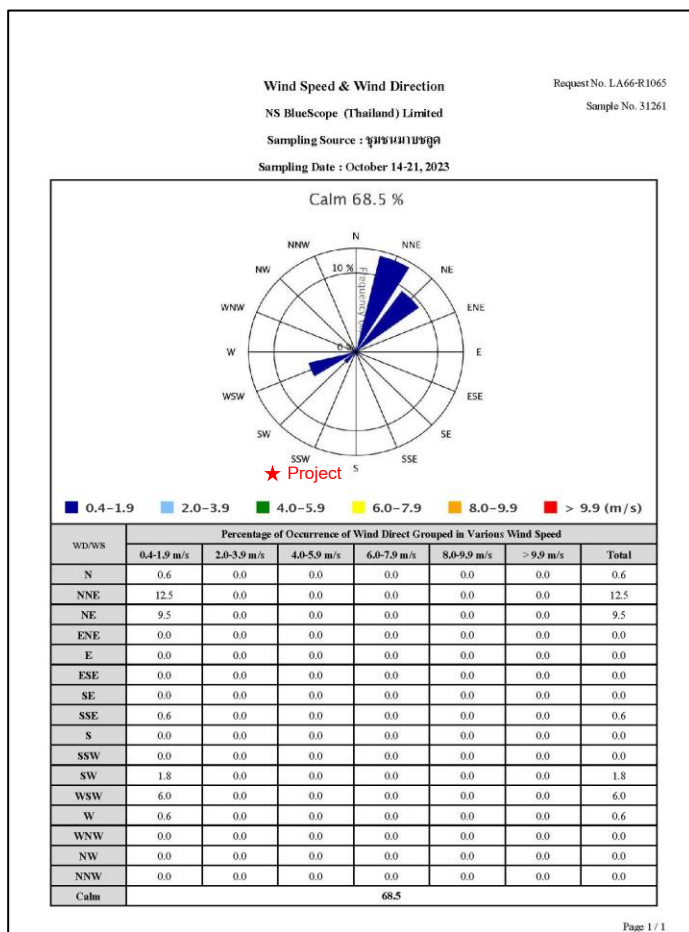 Request No. LA66-R1065
Sample No. 31261
Wind Speed & Wind Direction
NS BlueScope (Thailand) Limited
Sampling Source : ชุมชนมาบชลูด
Sampling Date : October 14-21, 2023
Calm 68.5 %
N
NNW NNE
NW NE
10 %
WNW ENE
Frequency
W 0 % E
WSW ESE
SW SE
SSW SSE
S
★ Project
0.4-1.9 2.0-3.9 4.0-5.9 6.0-7.9 8.0-9.9 > 9.9 (m/s)
WD/WS Percentage of Occurrence of Wind Direct Grouped in Various Wind Speed
0.4-1.9 m/s 2.0-3.9 m/s 4.0-5.9 m/s 6.0-7.9 m/s 8.0-9.9 m/s > 9.9 m/s Total
N 0.6 0.0 0.0 0.0 0.0 0.0 0.6
NNE 12.5 0.0 0.0 0.0 0.0 0.0 12.5
NE 9.5 0.0 0.0 0.0 0.0 0.0 9.5
ENE 0.0 0.0 0.0 0.0 0.0 0.0 0.0
E 0.0 0.0 0.0 0.0 0.0 0.0 0.0
ESE 0.0 0.0 0.0 0.0 0.0 0.0 0.0
SE 0.0 0.0 0.0 0.0 0.0 0.0 0.0
SSE 0.6 0.0 0.0 0.0 0.0 0.0 0.6
S 0.0 0.0 0.0 0.0 0.0 0.0 0.0
SSW 0.0 0.0 0.0 0.0 0.0 0.0 0.0
SW 1.8 0.0 0.0 0.0 0.0 0.0 1.8
WSW 6.0 0.0 0.0 0.0 0.0 0.0 6.0
W 0.6 0.0 0.0 0.0 0.0 0.0 0.6
WNW 0.0 0.0 0.0 0.0 0.0 0.0 0.0
NW 0.0 0.0 0.0 0.0 0.0 0.0 0.0
NNW 0.0 0.0 0.0 0.0 0.0 0.0 0.0
Calm 68.5
Page 1 / 1